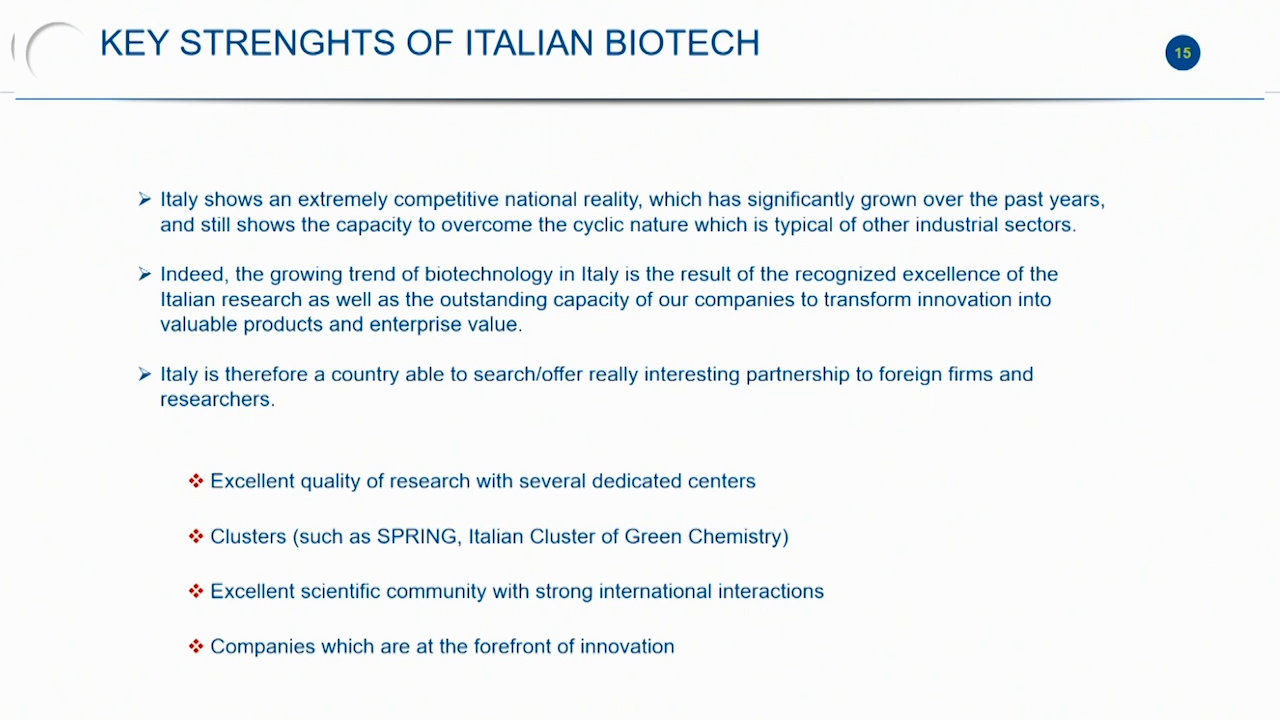 KEY STRENGHTS OF ITALIAN BIOTECH
15
Italy shows an extremely competitive national reality, which has significantly grown over the past years,
and still shows the capacity to overcome the cyclic nature which is typical of other industrial sectors.
Indeed, the growing trend of biotechnology in Italy is the result of the recognized excellence of the
Italian research as well as the outstanding capacity of our companies to transform innovation into
valuable products and enterprise value.
Italy is therefore a country able to search/offer really interesting partnership to foreign firms and
researchers.
Excellent quality of research with several dedicated centers
Clusters (such as SPRING, Italian Cluster of Green Chemistry)
Excellent scientific community with strong international interactions
Companies which are at the forefront of innovation